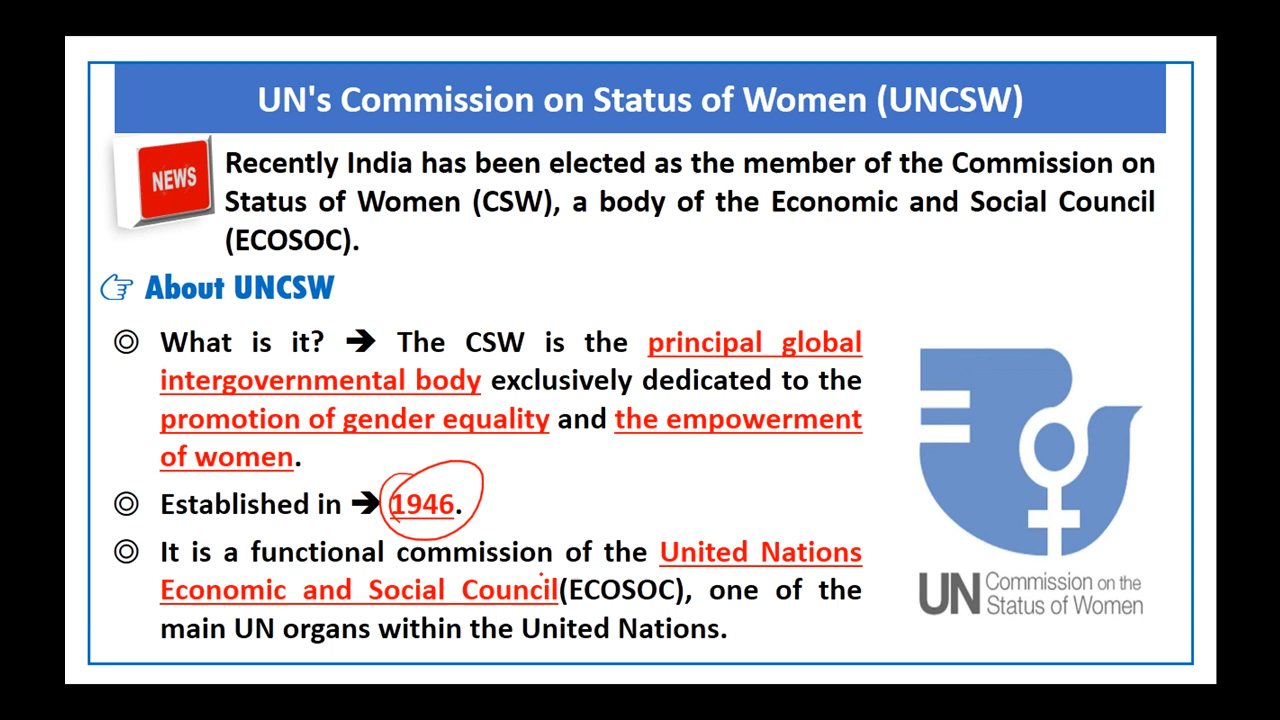 UN's Commission on Status of Women (UNCSW)
NEWS
Recently India has been elected as the member of the Commission on
Status of Women (CSW), a body of the Economic and Social Council
(ECOSOC).
About UNCSW
What is it? ➔ The CSW is the principal global
intergovernmental body exclusively dedicated to the
promotion of gender equality and the empowerment
of women.
Established in ➔ 1946.
It is a functional commission of the United Nations
Economic and Social Council(ECOSOC), one of the
main UN organs within the United Nations.
UN Commission on the
Status of Women